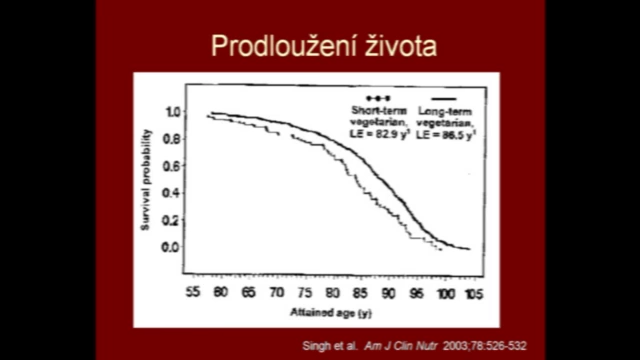 Prodloužení života
Short-term
vegetarian,
LE = 82.9 y¹
Long-term
vegetarian,
LE = 86.5 y¹
Survival probability
1.0
0.8
0.6
0.4
0.2
0.0
55 60 65 70 75 80 85 90 95 100 105
Attained age (y)
Singh et al. Am J Clin Nutr 2003;78:526-532